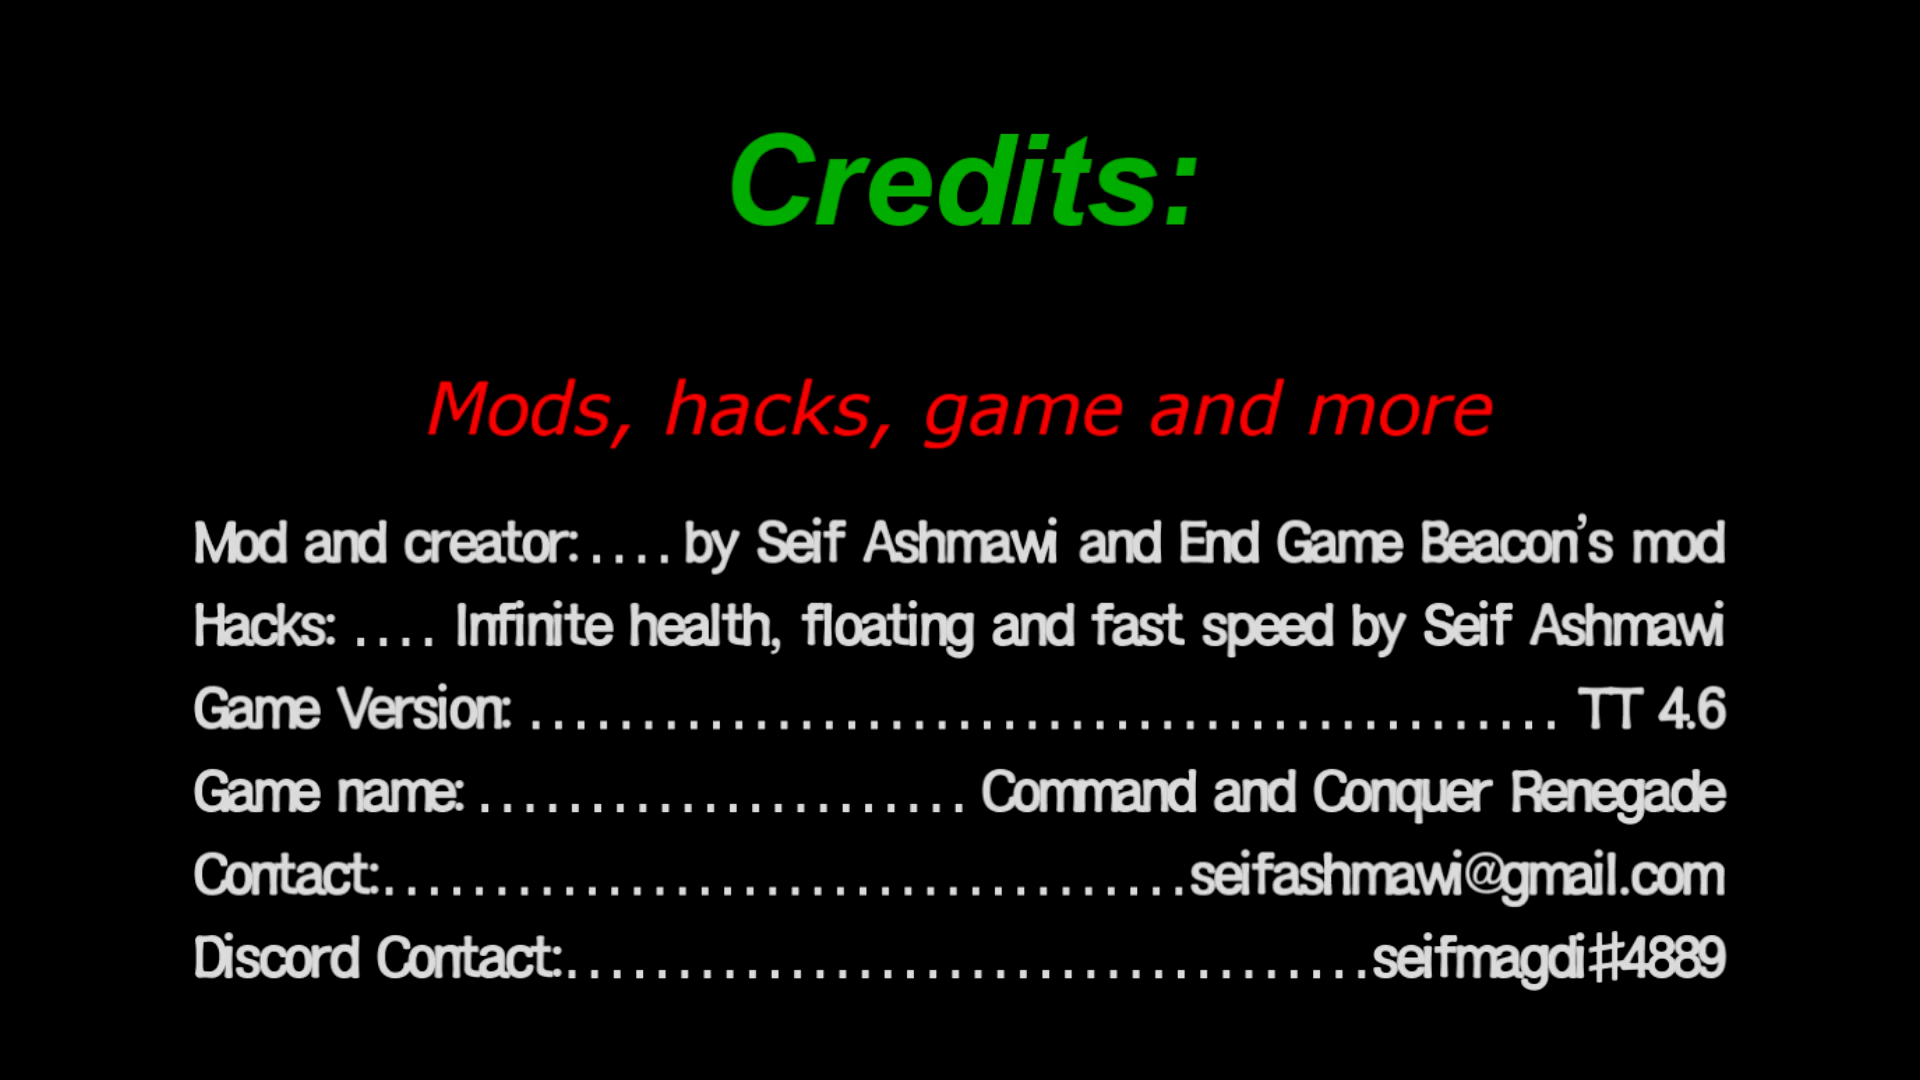 Credits:
Mods, hacks, game and more
Mod and creator:.... by Seif Ashmawi and End Game Beacon's mod
Hacks: .... Infinite health, floating and fast speed by Seif Ashmawi
Game Version: .............................................. TT 4.6
Game name: ...................... Command and Conquer Renegade
Contact:....................................seifashmawi@gmail.com
Discord Contact:....................................seifmagdi#4889